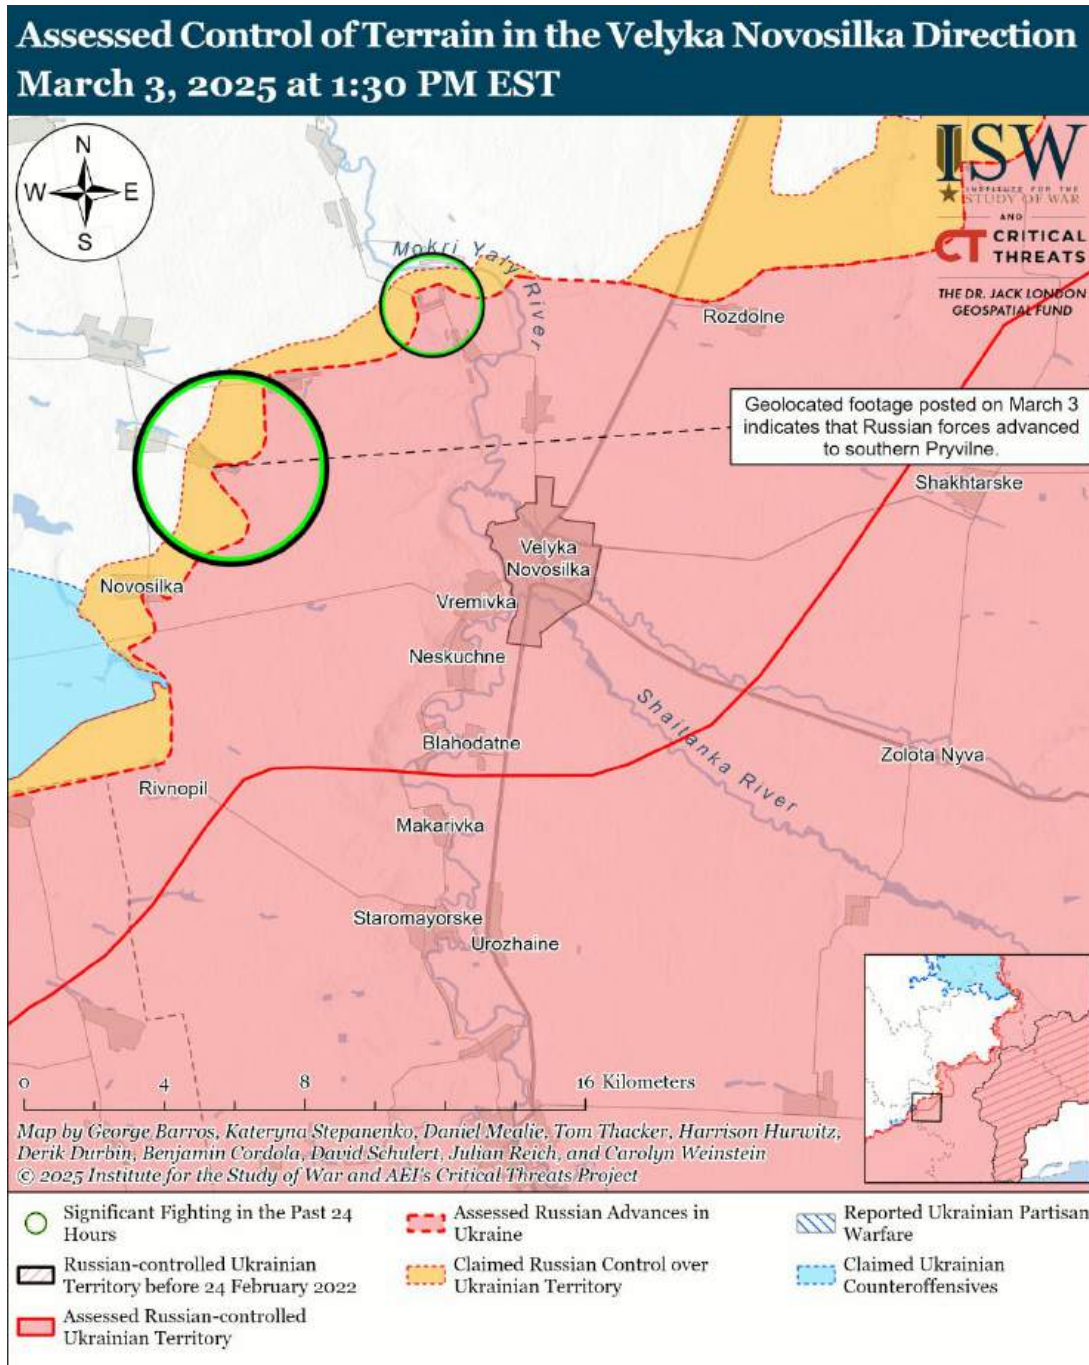 Assessed Control of Terrain in the Velyka Novosilka Direction
March 3, 2025 at 1:30 PM EST
N
W E
S
ISW
INSTITUTE FOR THE
STUDY OF WAR
AND
CT CRITICAL
THREATS
THE DR. JACK LONDON
GEOSPATIAL FUND
Mokri Yaly River
Rozdolne
Geolocated footage posted on March 3
indicates that Russian forces advanced
to southern Pryvilne.
Shakhtarske
Velyka
Novosilka
Novosilka
Vremivka
Neskuchne
Shaitanka River
Blahodatne
Zolota Nyva
Rivnopil
Makarivka
Staromayorske
Urozhaine
0 4 8 16 Kilometers
Map by George Barros, Kateryna Stepanenko, Daniel Mealie, Tom Thacker, Harrison Hurwitz,
Derik Durbin, Benjamin Cordola, David Schulert, Julian Reich, and Carolyn Weinstein
© 2025 Institute for the Study of War and AEI's Critical Threats Project
Significant Fighting in the Past 24
Hours
Russian-controlled Ukrainian
Territory before 24 February 2022
Assessed Russian-controlled
Ukrainian Territory
Assessed Russian Advances in
Ukraine
Claimed Russian Control over
Ukrainian Territory
Reported Ukrainian Partisan
Warfare
Claimed Ukrainian
Counteroffensives